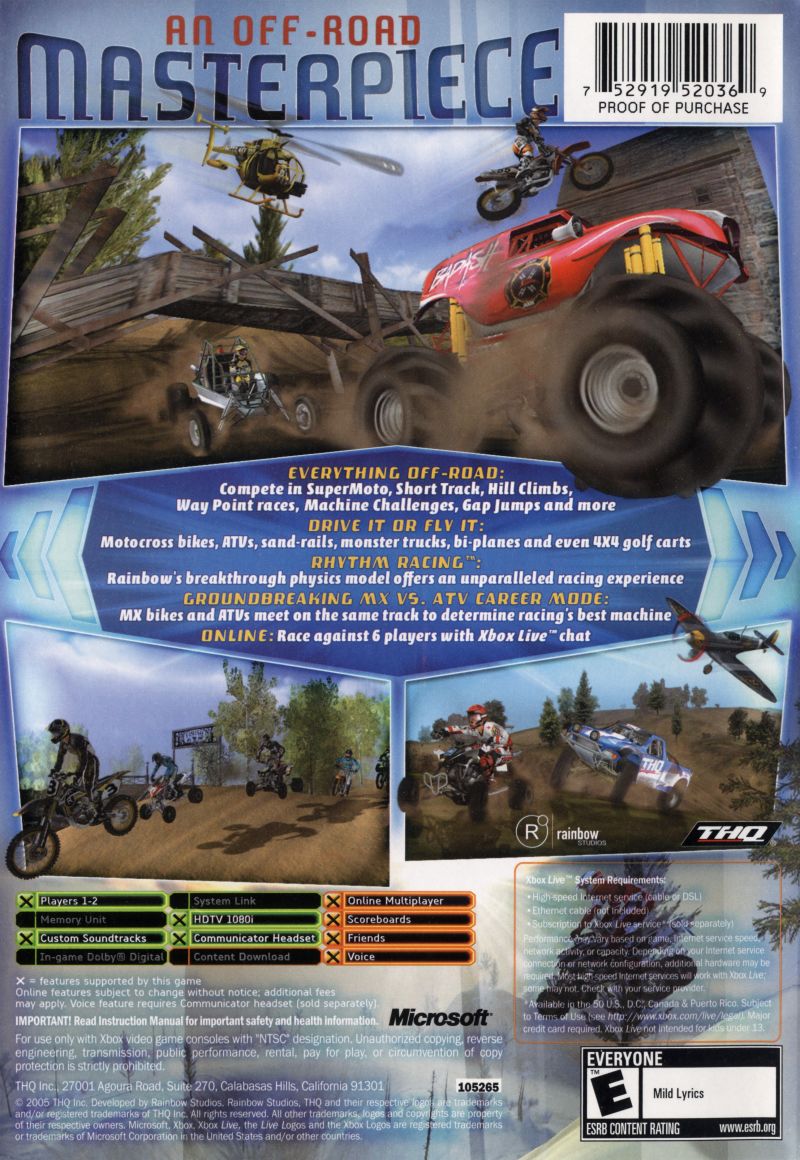 AN OFF-ROAD
MASTERPIECE
7 52919 52036 9
PROOF OF PURCHASE
BADASH
EVERYTHING OFF-ROAD:
Compete in SuperMoto, Short Track, Hill Climbs,
Way Point races, Machine Challenges, Gap Jumps and more
DRIVE IT OR FLY IT:
Motocross bikes, ATVs, sand-rails, monster trucks, bi-planes and even 4X4 golf carts
RHYTHM RACING™:
Rainbow's breakthrough physics model offers an unparalleled racing experience
GROUNDBREAKING MX VS. ATV CAREER MODE:
MX bikes and ATVs meet on the same track to determine racing's best machine
ONLINE: Race against 6 players with Xbox Live™ chat
THQ
R rainbow
STUDIOS
THQ
X Players 1-2
System Link
X Online Multiplayer
Memory Unit
X HDTV 1080i
X Scoreboards
X Custom Soundtracks
X Communicator Headset
X Friends
In-game Dolby® Digital
Content Download
X Voice
X = features supported by this game
Online features subject to change without notice; additional fees
may apply. Voice feature requires Communicator headset (sold separately).
IMPORTANT! Read Instruction Manual for important safety and health information.
Microsoft®
For use only with Xbox video game consoles with "NTSC" designation. Unauthorized copying, reverse
engineering, transmission, public performance, rental, pay for play, or circumvention of copy
protection is strictly prohibited.
THQ Inc., 27001 Agoura Road, Suite 270, Calabasas Hills, California 91301
105265
© 2005 THQ Inc. Developed by Rainbow Studios. Rainbow Studios, THQ and their respective logos are trademarks
and/or registered trademarks of THQ Inc. All rights reserved. All other trademarks, logos and copyrights are property
of their respective owners. Microsoft, Xbox, Xbox Live, the Live Logos and the Xbox Logos are registered trademarks
or trademarks of Microsoft Corporation in the United States and/or other countries.
Xbox Live™ System Requirements:
• High-speed Internet service (cable or DSL)
• Ethernet cable (not included)
• Subscription to Xbox Live service* (sold separately)
Performance may vary based on game, Internet service speed,
network activity, or capacity. Depending on your Internet service
connection or network configuration, additional hardware may be
required. Most high-speed Internet services will work with Xbox Live;
some may not. Check with your service provider.
*Available in the 50 U.S., D.C., Canada & Puerto Rico. Subject
to Terms of Use (see http://www.xbox.com/live/legal). Major
credit card required. Xbox Live not intended for kids under 13.
EVERYONE
TM
E
Mild Lyrics
ESRB CONTENT RATING www.esrb.org